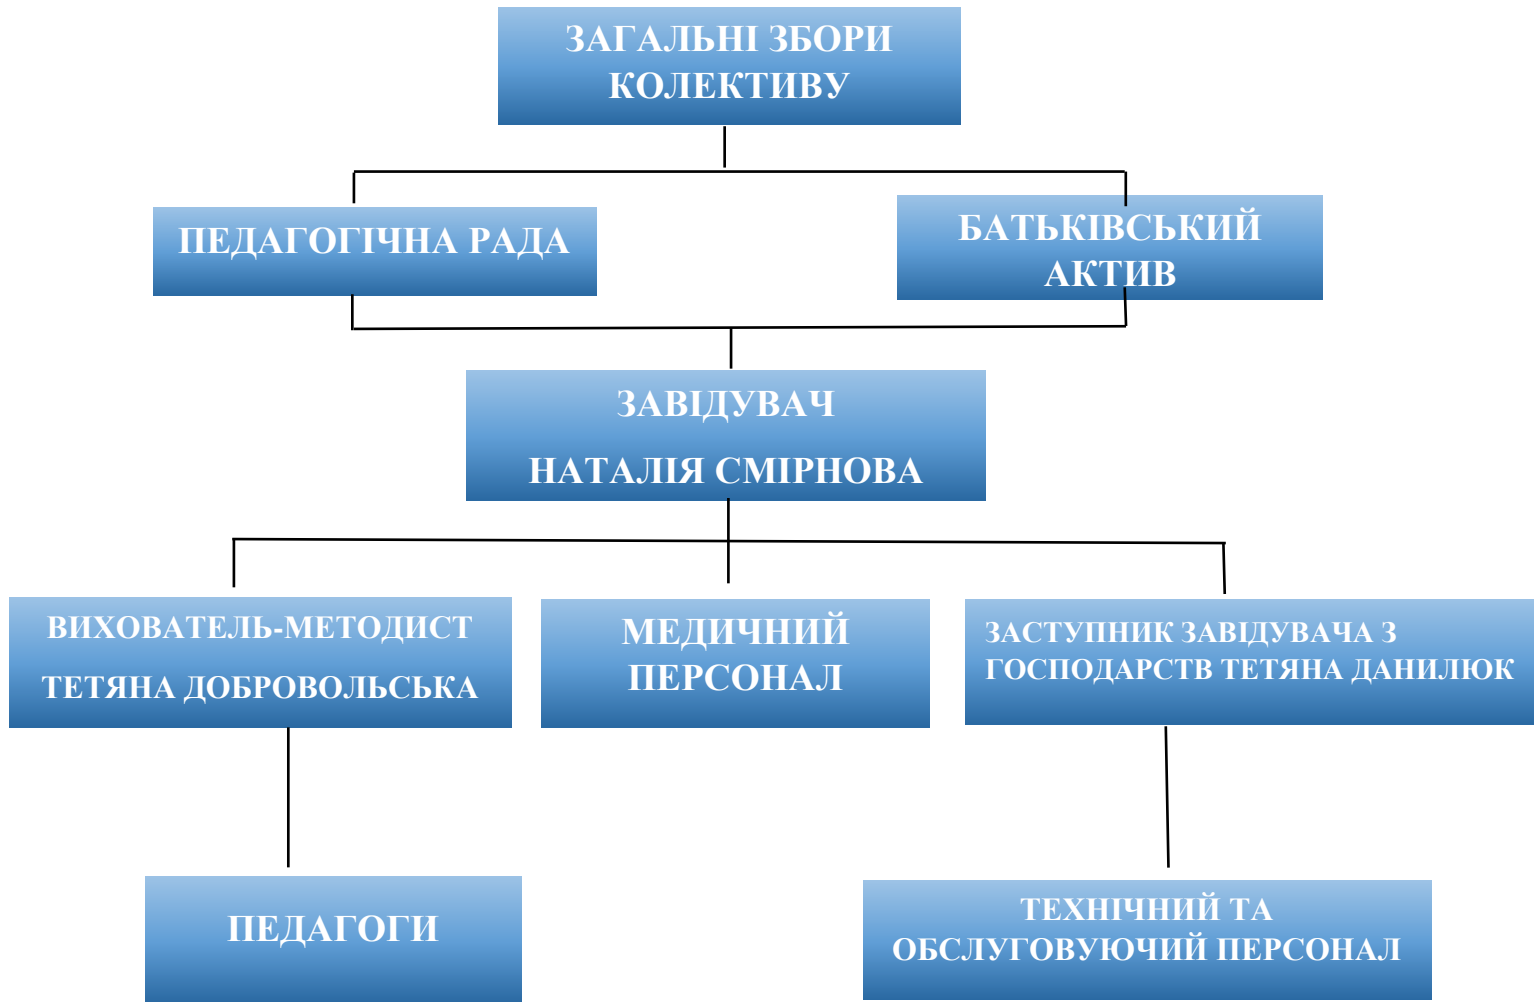 ЗАГАЛЬНІ ЗБОРИ
КОЛЕКТИВУ
ПЕДАГОГІЧНА РАДА
БАТЬКІВСЬКИЙ
АКТИВ
ЗАВІДУВАЧ
НАТАЛІЯ СМІРНОВА
ВИХОВАТЕЛЬ-МЕТОДИСТ
ТЕТЯНА ДОБРОВОЛЬСЬКА
МЕДИЧНИЙ
ПЕРСОНАЛ
ЗАСТУПНИК ЗАВІДУВАЧА З
ГОСПОДАРСТВ ТЕТЯНА ДАНИЛЮК
ПЕДАГОГИ
ТЕХНІЧНИЙ ТА
ОБСЛУГОВУЮЧИЙ ПЕРСОНАЛ